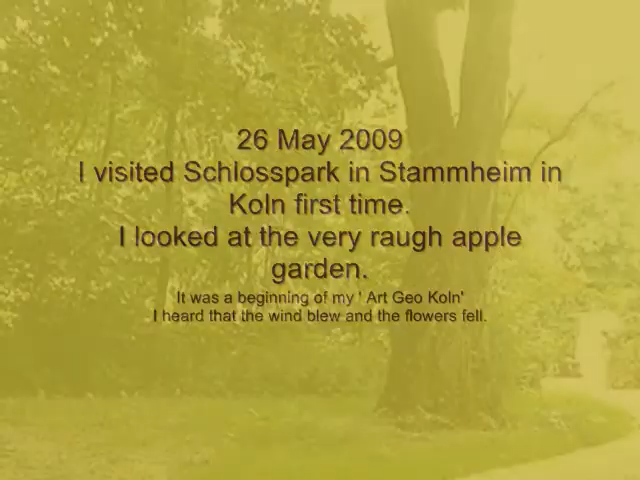 26 May 2009
I visited Schlosspark in Stammheim in
Koln first time.
I looked at the very raugh apple
garden.
It was a beginning of my ' Art Geo Koln'
I heard that the wind blew and the flowers fell.